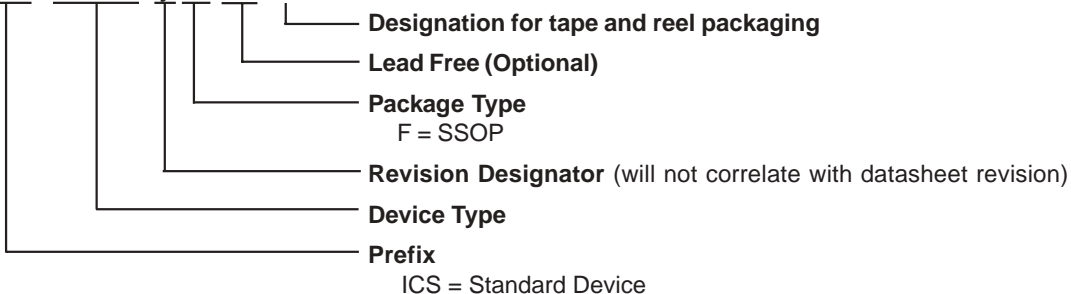 Designation for tape and reel packaging
Lead Free (Optional)
Package Type
F = SSOP
Revision Designator (will not correlate with datasheet revision)
Device Type
Prefix
ICS = Standard Device